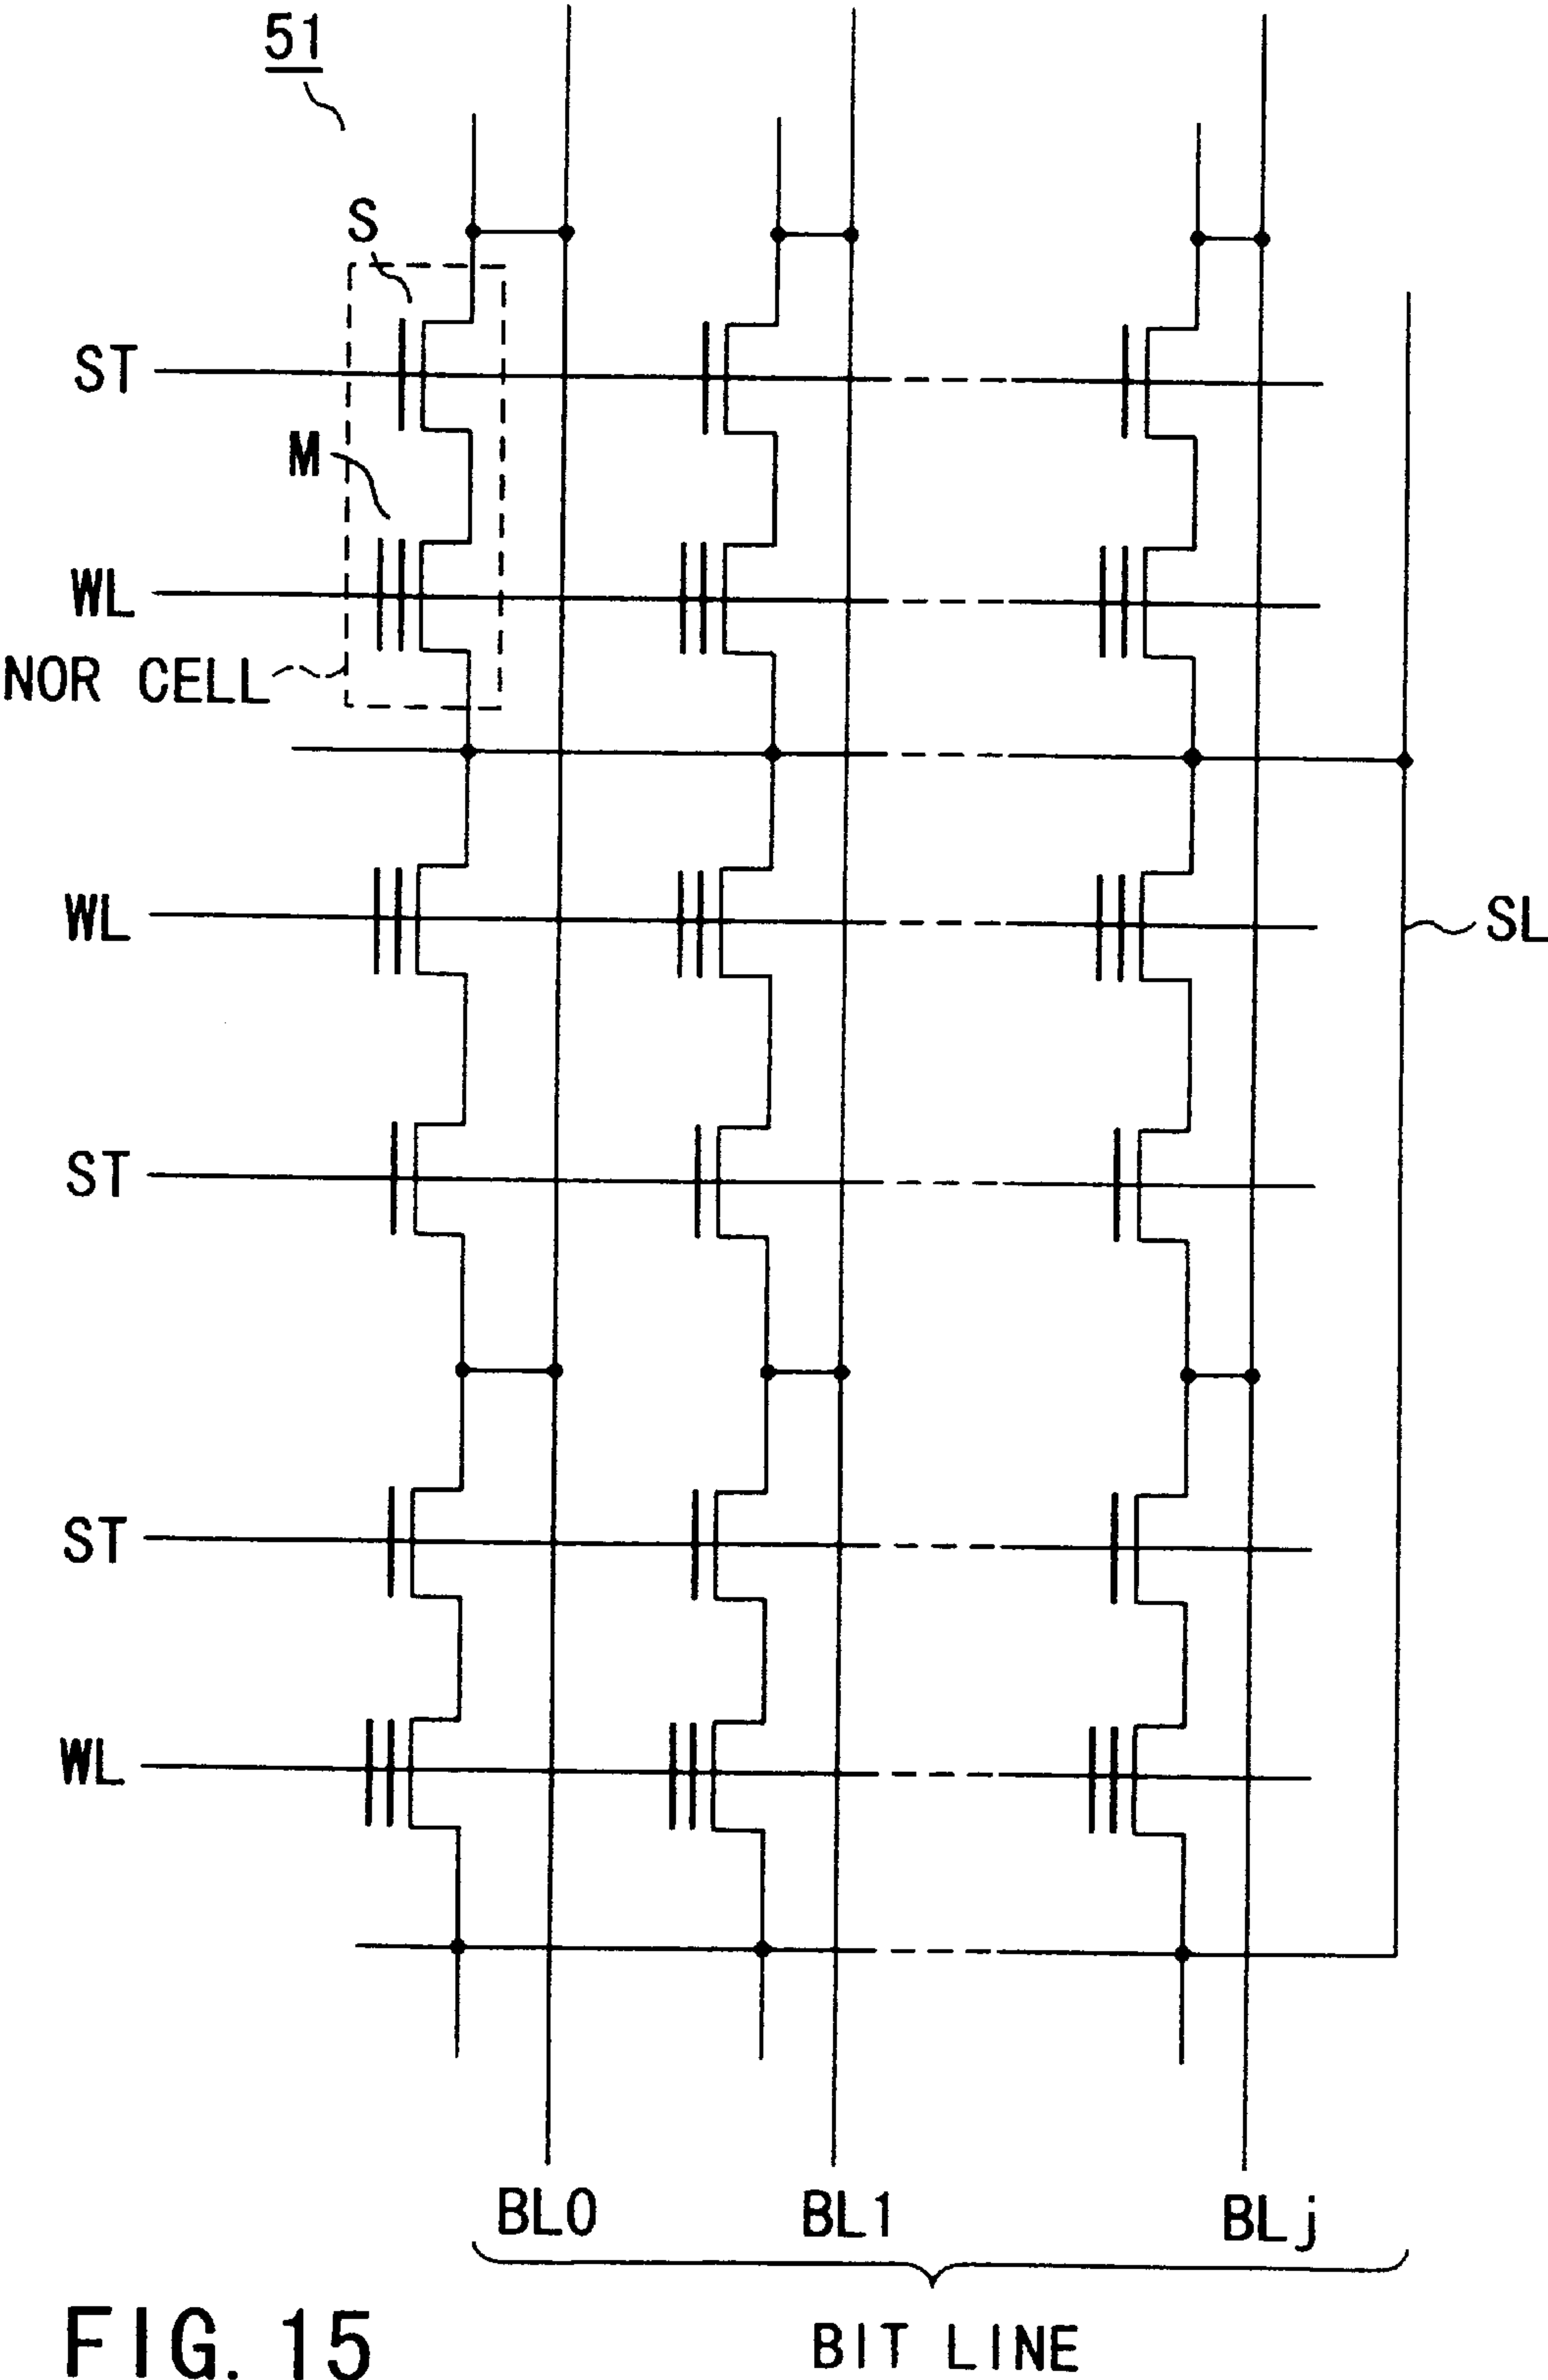 51
S
ST
M
WL
NOR CELL
WL
SL
ST
ST
WL
BL0
BL1
BLj
BIT LINE
FIG. 15